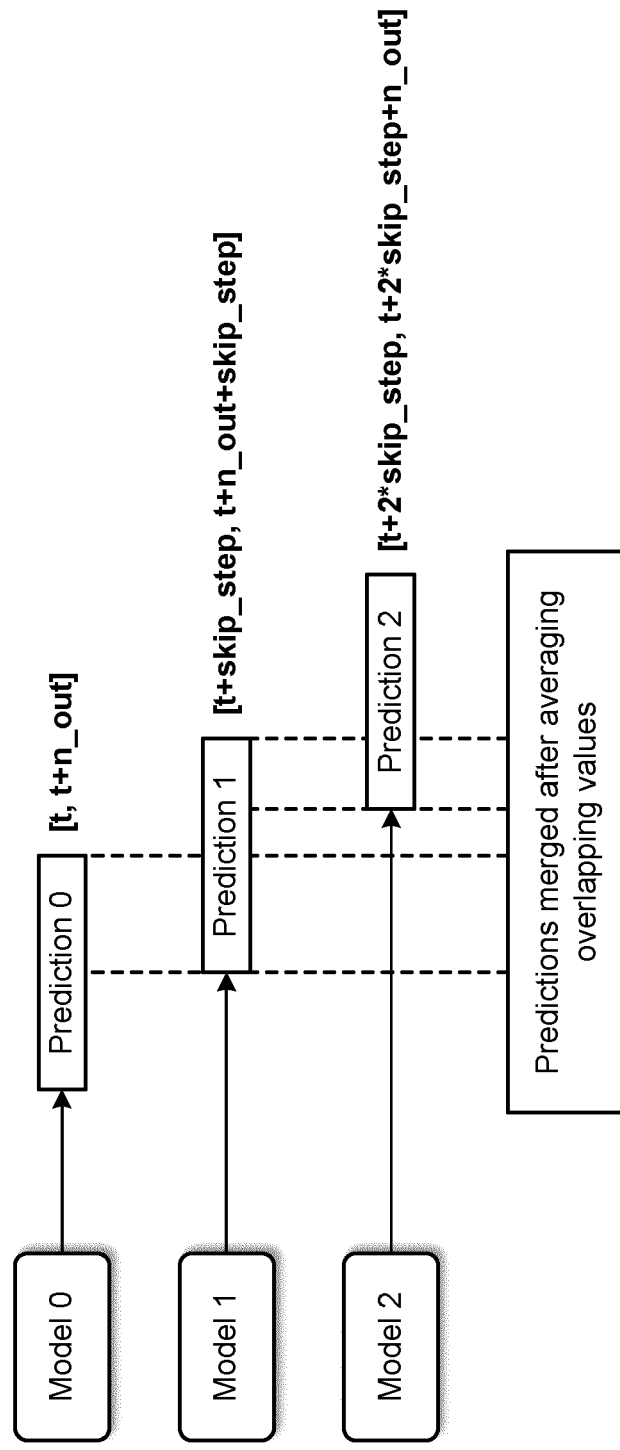 Model 0
Prediction 0
[t, t+n_out]
Model 1
Prediction 1
[t+skip_step, t+n_out+skip_step]
Model 2
Prediction 2
[t+2*skip_step, t+2*skip_step+n_out]
Predictions merged after averaging
overlapping values